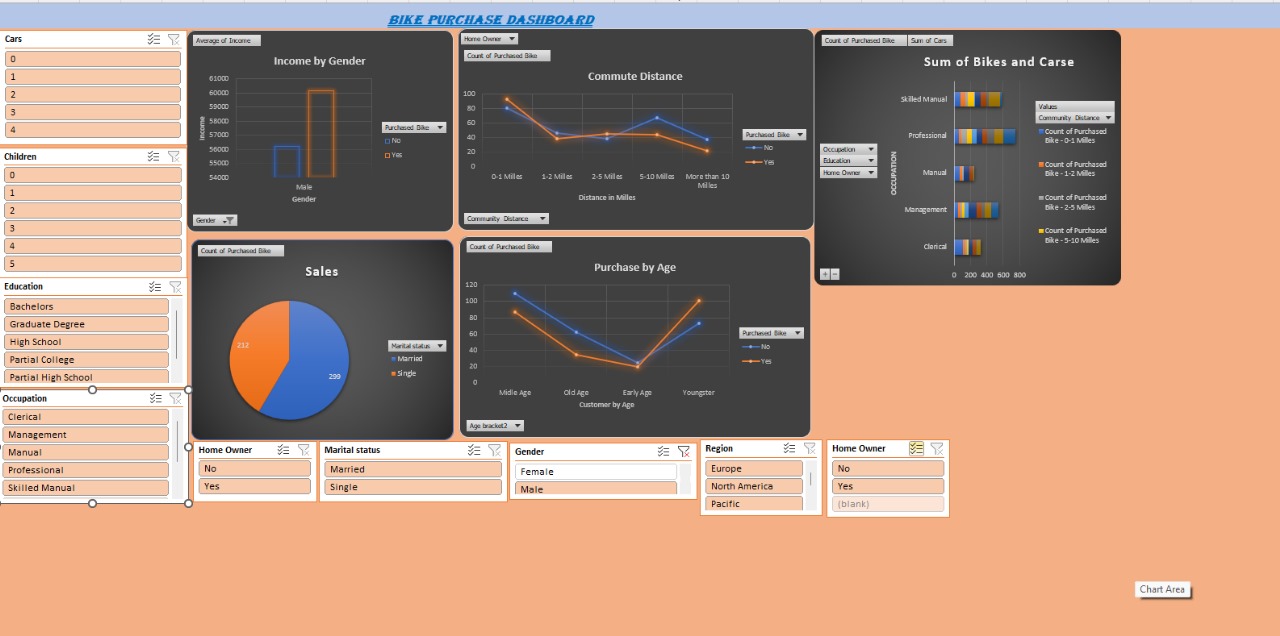 BIKE PURCHASE DASHBOARD
Cars
0
1
2
3
4
Children
0
1
2
3
4
5
Education
Bachelors
Graduate Degree
High School
Partial College
Partial High School
Occupation
Clerical
Management
Manual
Professional
Skilled Manual
Average of Income
Income by Gender
61000
60000
59000
58000
57000
56000
55000
54000
Income
Male
Gender
Purchased Bike
No
Yes
Gender
Home Owner
Count of Purchased Bike
Commute Distance
100
80
60
40
20
0
0-1 Milles
1-2 Milles
2-5 Milles
5-10 Milles
More than 10
Milles
Distance in Milles
Purchased Bike
No
Yes
Community Distance
Count of Purchased Bike
Sum of Cars
Sum of Bikes and Carse
Skilled Manual
Professional
Manual
Management
Clerical
OCCUPATION
0 200 400 600 800
Occupation
Education
Home Owner
Values
Community Distance
Count of Purchased
Bike - 0-1 Milles
Count of Purchased
Bike - 1-2 Milles
Count of Purchased
Bike - 2-5 Milles
Count of Purchased
Bike - 5-10 Milles
Count of Purchased Bike
Sales
212
299
Marital status
Married
Single
Count of Purchased Bike
Purchase by Age
120
100
80
60
40
20
0
Midle Age
Old Age
Early Age
Youngster
Customer by Age
Purchased Bike
No
Yes
Age bracket2
Home Owner
No
Yes
Marital status
Married
Single
Gender
Female
Male
Region
Europe
North America
Pacific
Home Owner
No
Yes
(blank)
Chart Area